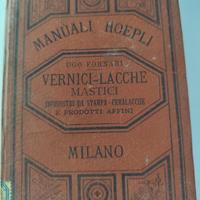 MANUALI HOEPLI
UGO FORNARI
VERNICI-LACCHE
MASTICI
INCHIOSTRI DA STAMPA-CERALACCHE
E PRODOTTI AFFINI
MILANO